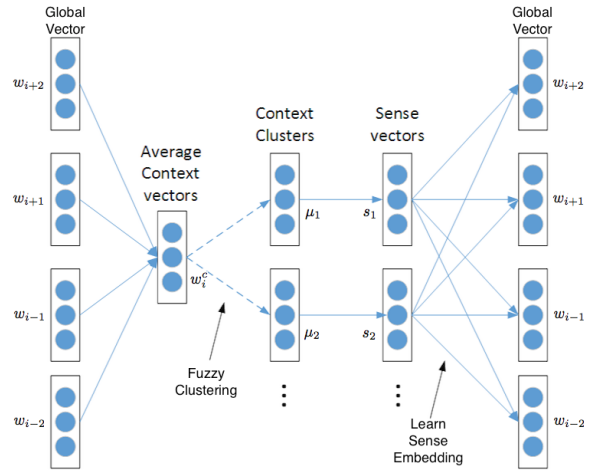 Global
Vector
w_{i+2}
w_{i+1}
w_{i−1}
w_{i−2}
Average
Context
vectors
w_i^c
Fuzzy
Clustering
Context
Clusters
μ_1
μ_2
⋮
Sense
vectors
s_1
s_2
⋮
Learn
Sense
Embedding
Global
Vector
w_{i+2}
w_{i+1}
w_{i−1}
w_{i−2}